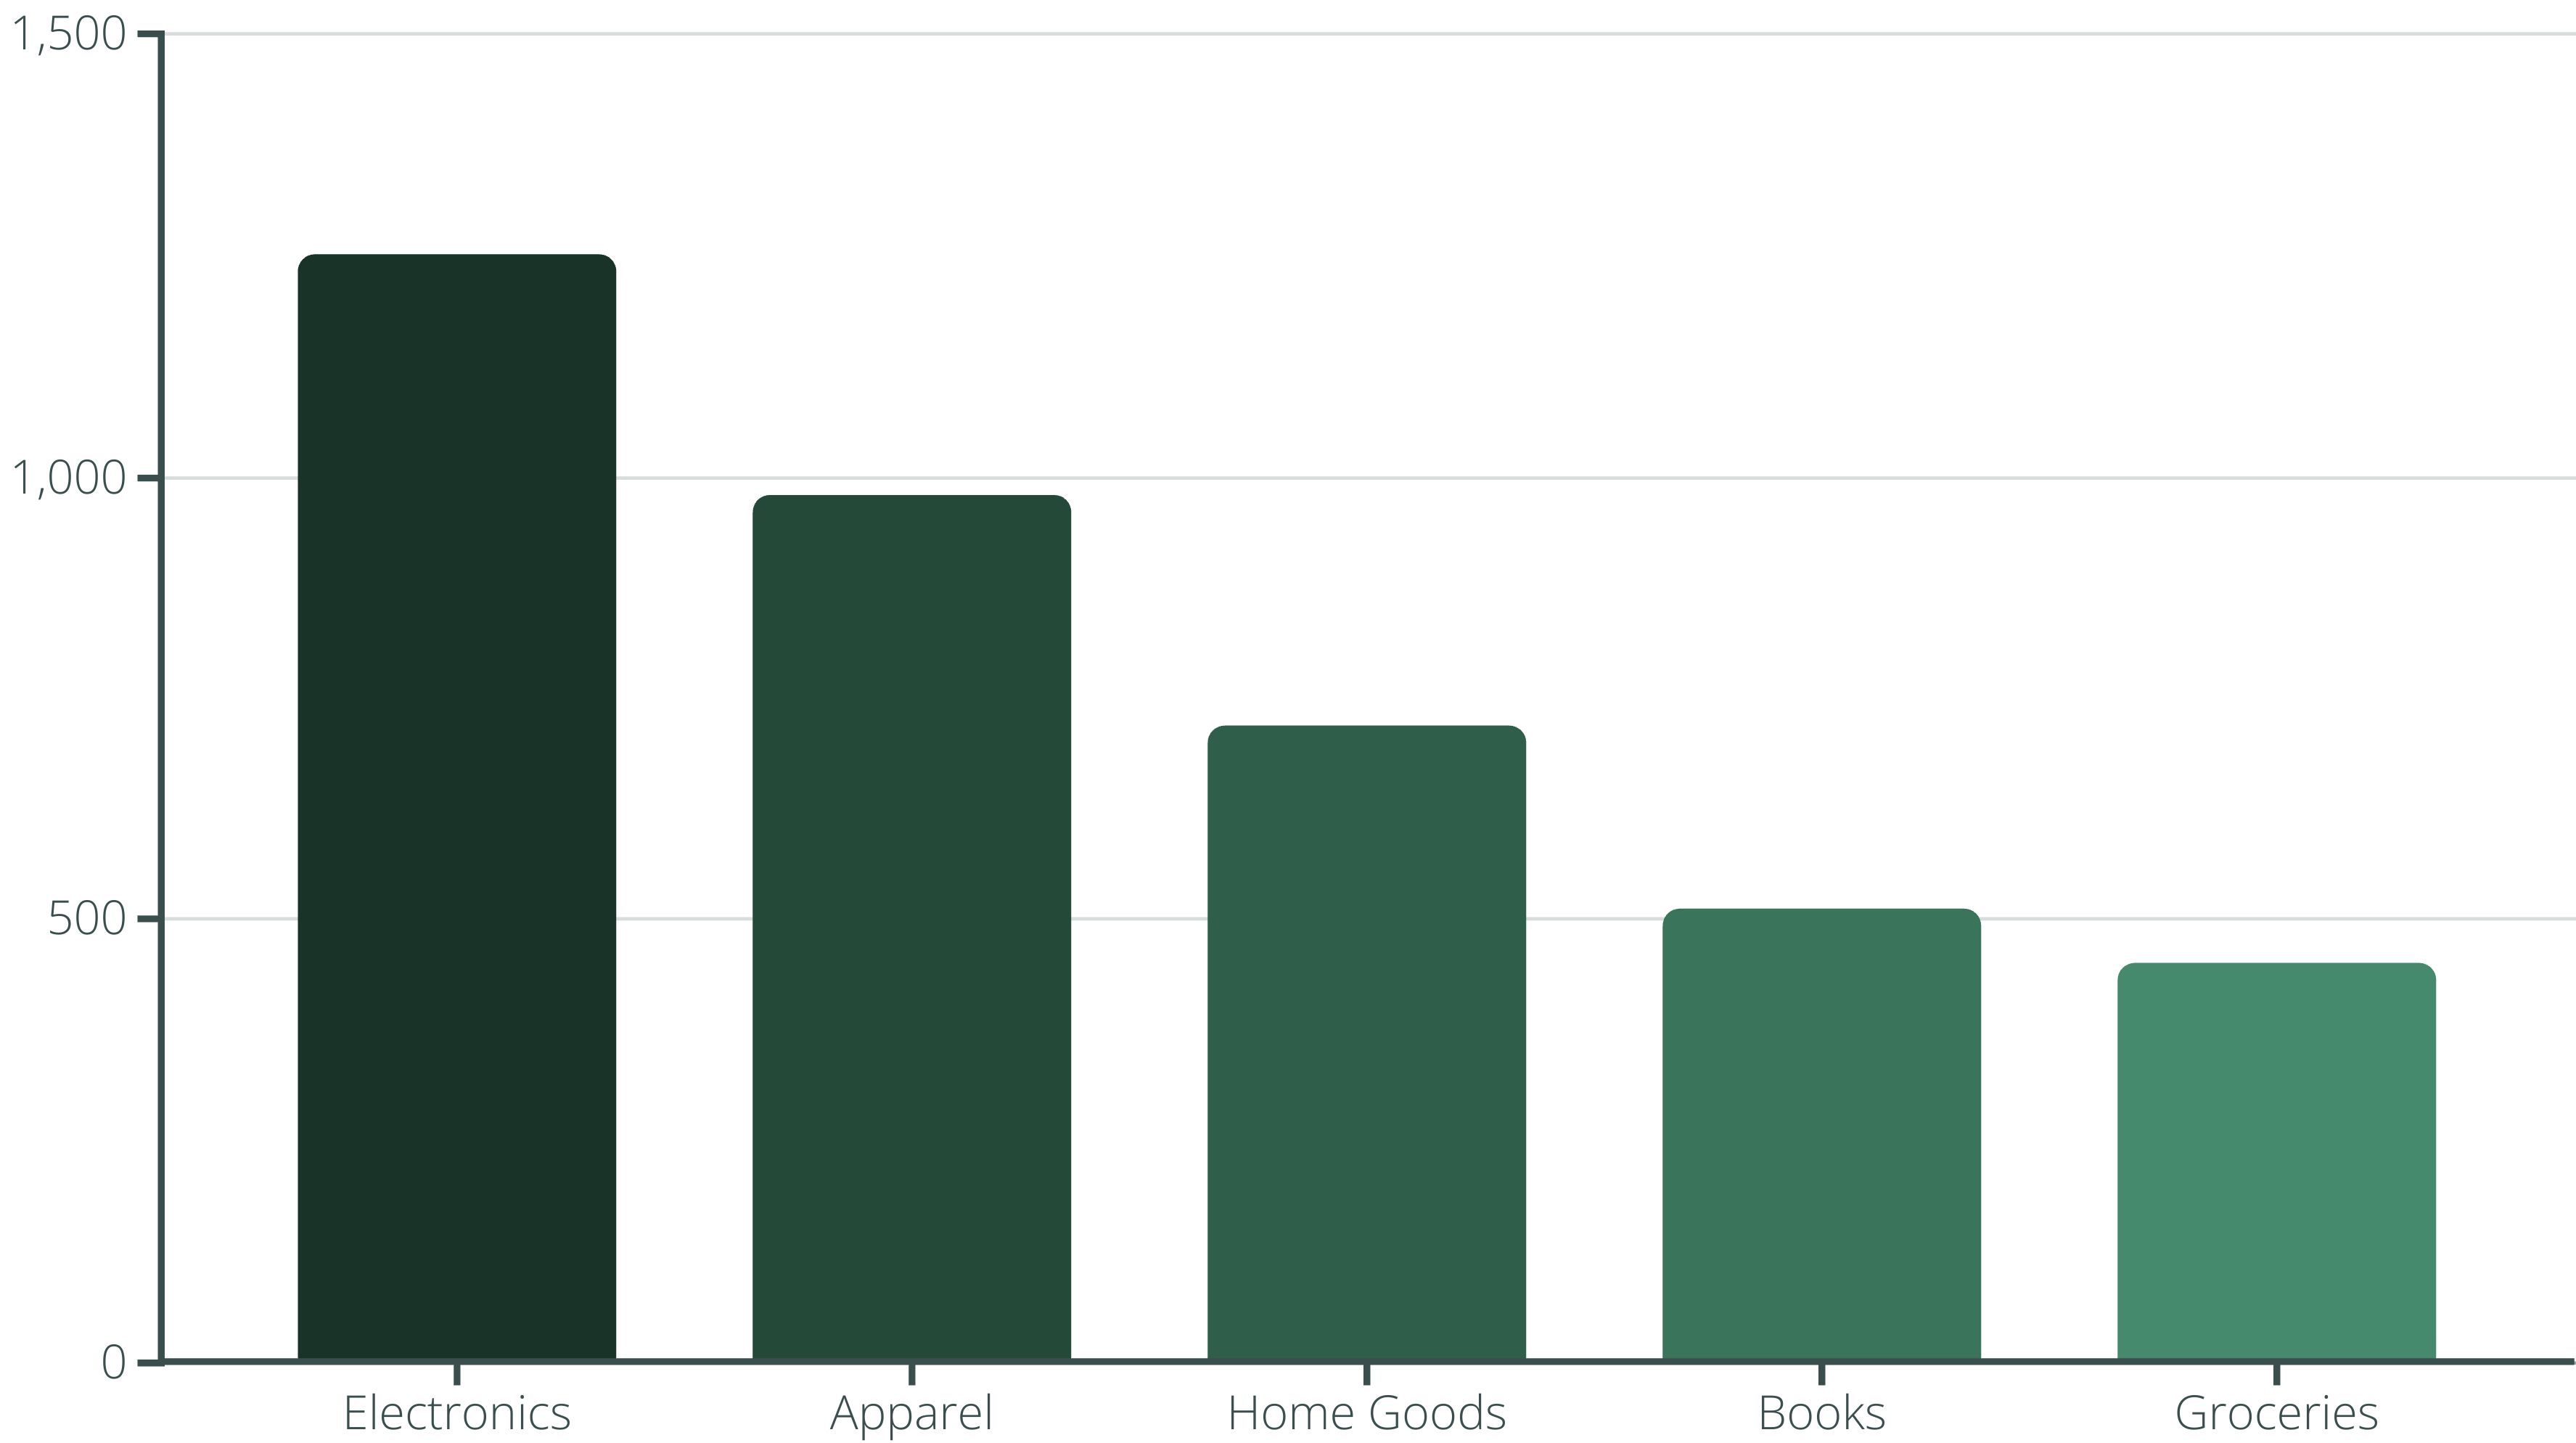 1,500
1,000
500
0
Electronics
Apparel
Home Goods
Books
Groceries